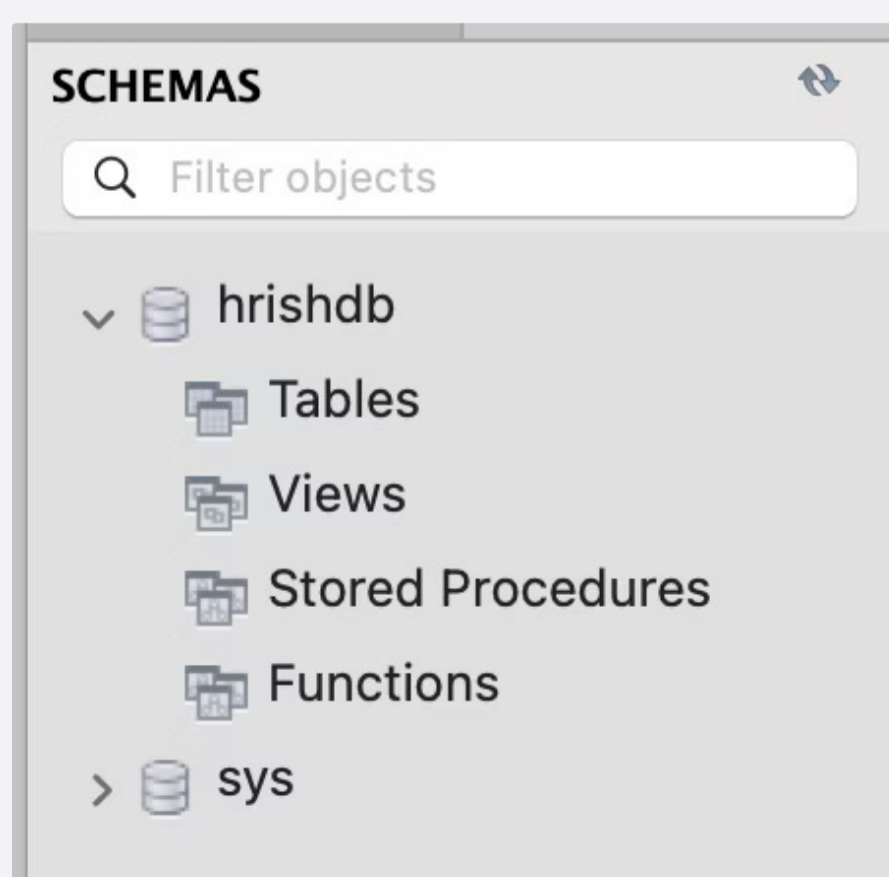 SCHEMAS
Filter objects
hrishdb
Tables
Views
Stored Procedures
Functions
sys